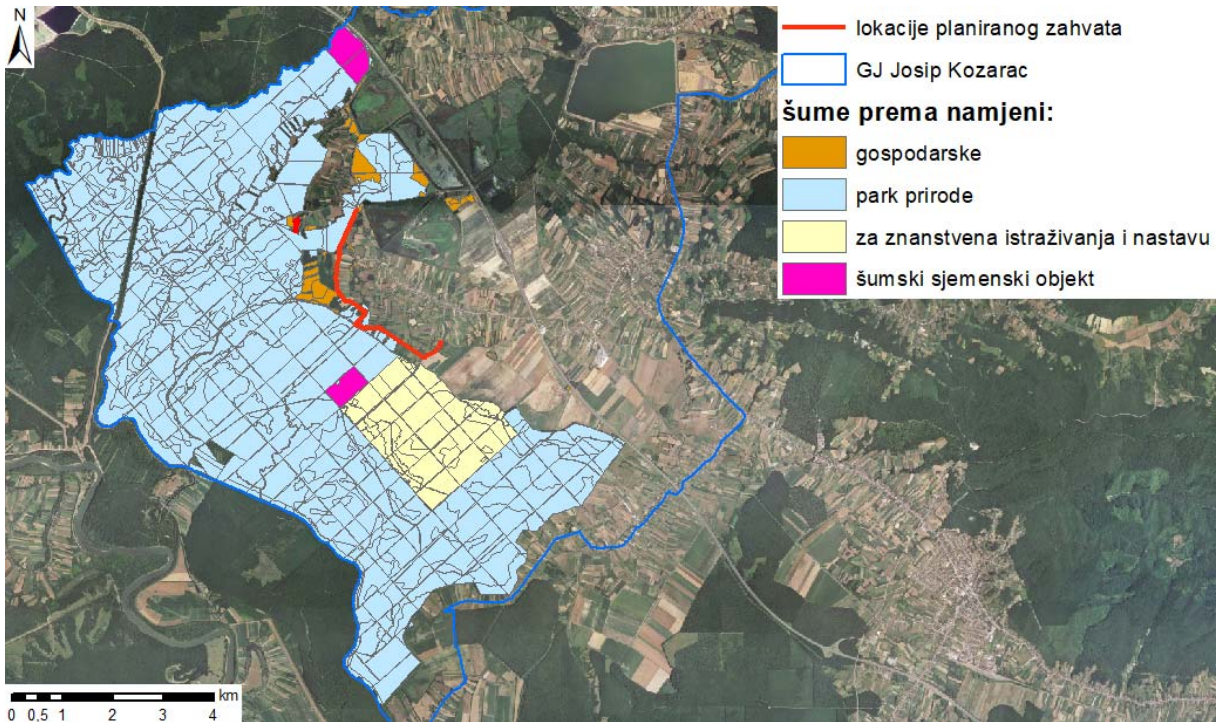 N
lokacije planiranog zahvata
GJ Josip Kozarac
šume prema namjeni:
gospodarske
park prirode
za znanstvena istraživanja i nastavu
šumski sjemenski objekt
km
0 0,5 1 2 3 4